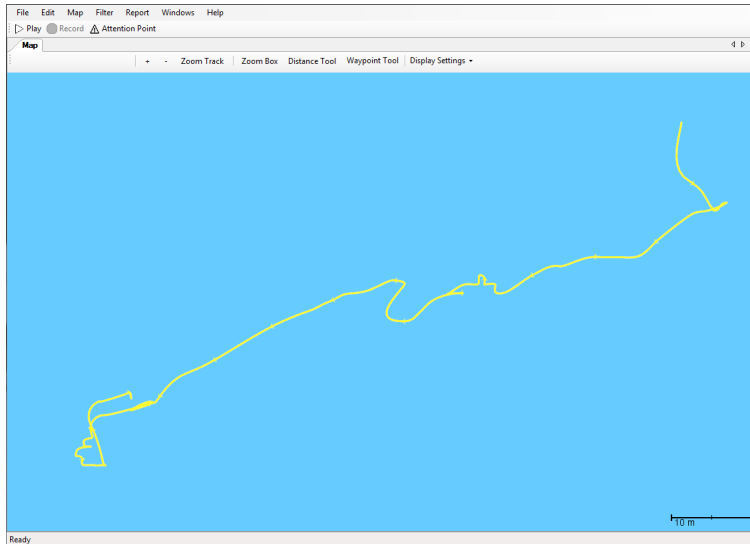 File Edit Map Filter Report Windows Help
Play Record Attention Point
Map
+ - Zoom Track Zoom Box Distance Tool Waypoint Tool Display Settings
10 m
Ready